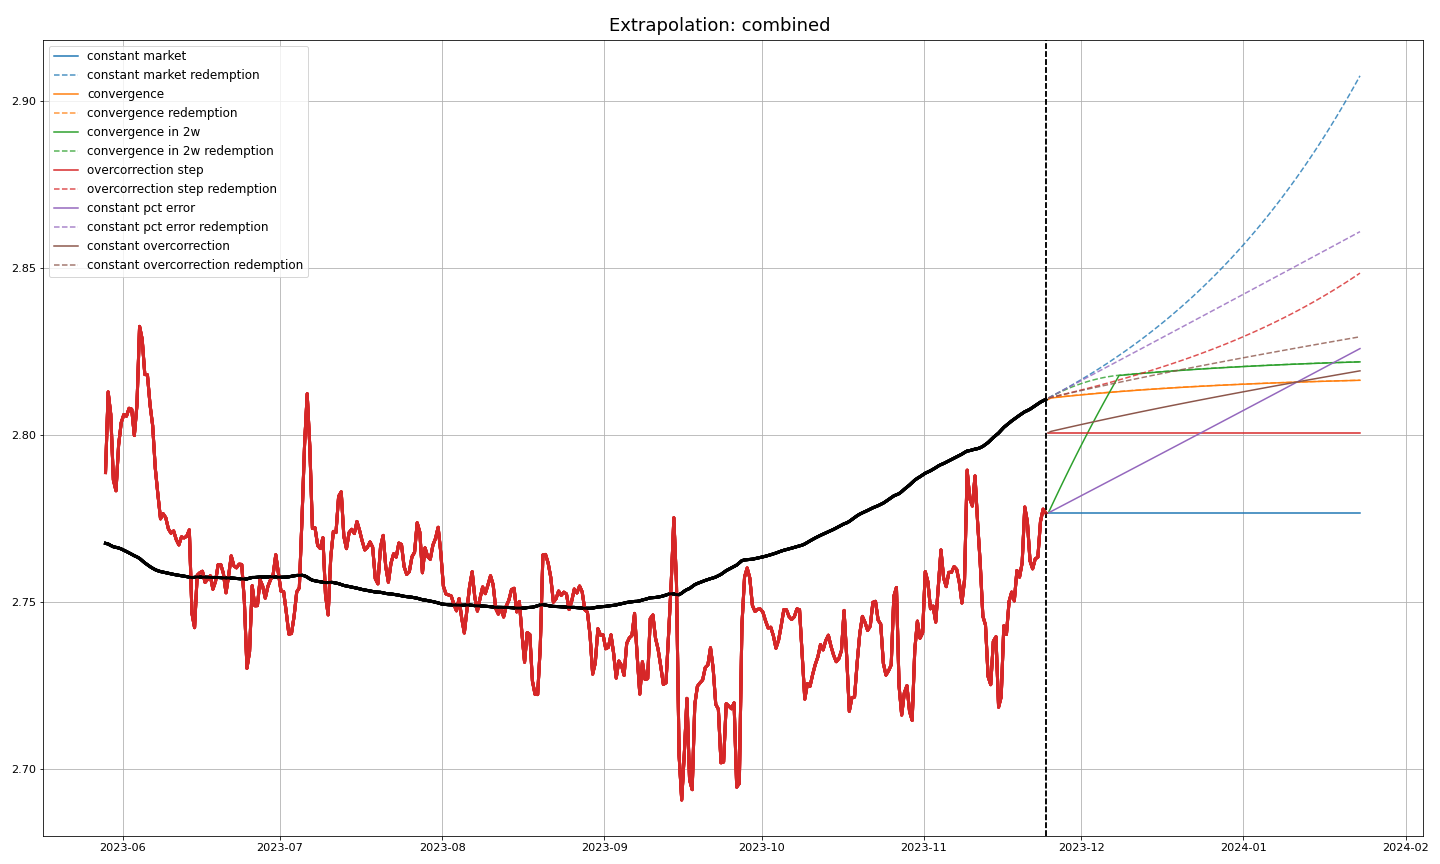 Extrapolation: combined
constant market
constant market redemption
convergence
convergence redemption
convergence in 2w
convergence in 2w redemption
overcorrection step
overcorrection step redemption
constant pct error
constant pct error redemption
constant overcorrection
constant overcorrection redemption
2.90
2.85
2.80
2.75
2.70
2023-06 2023-07 2023-08 2023-09 2023-10 2023-11 2023-12 2024-01 2024-02